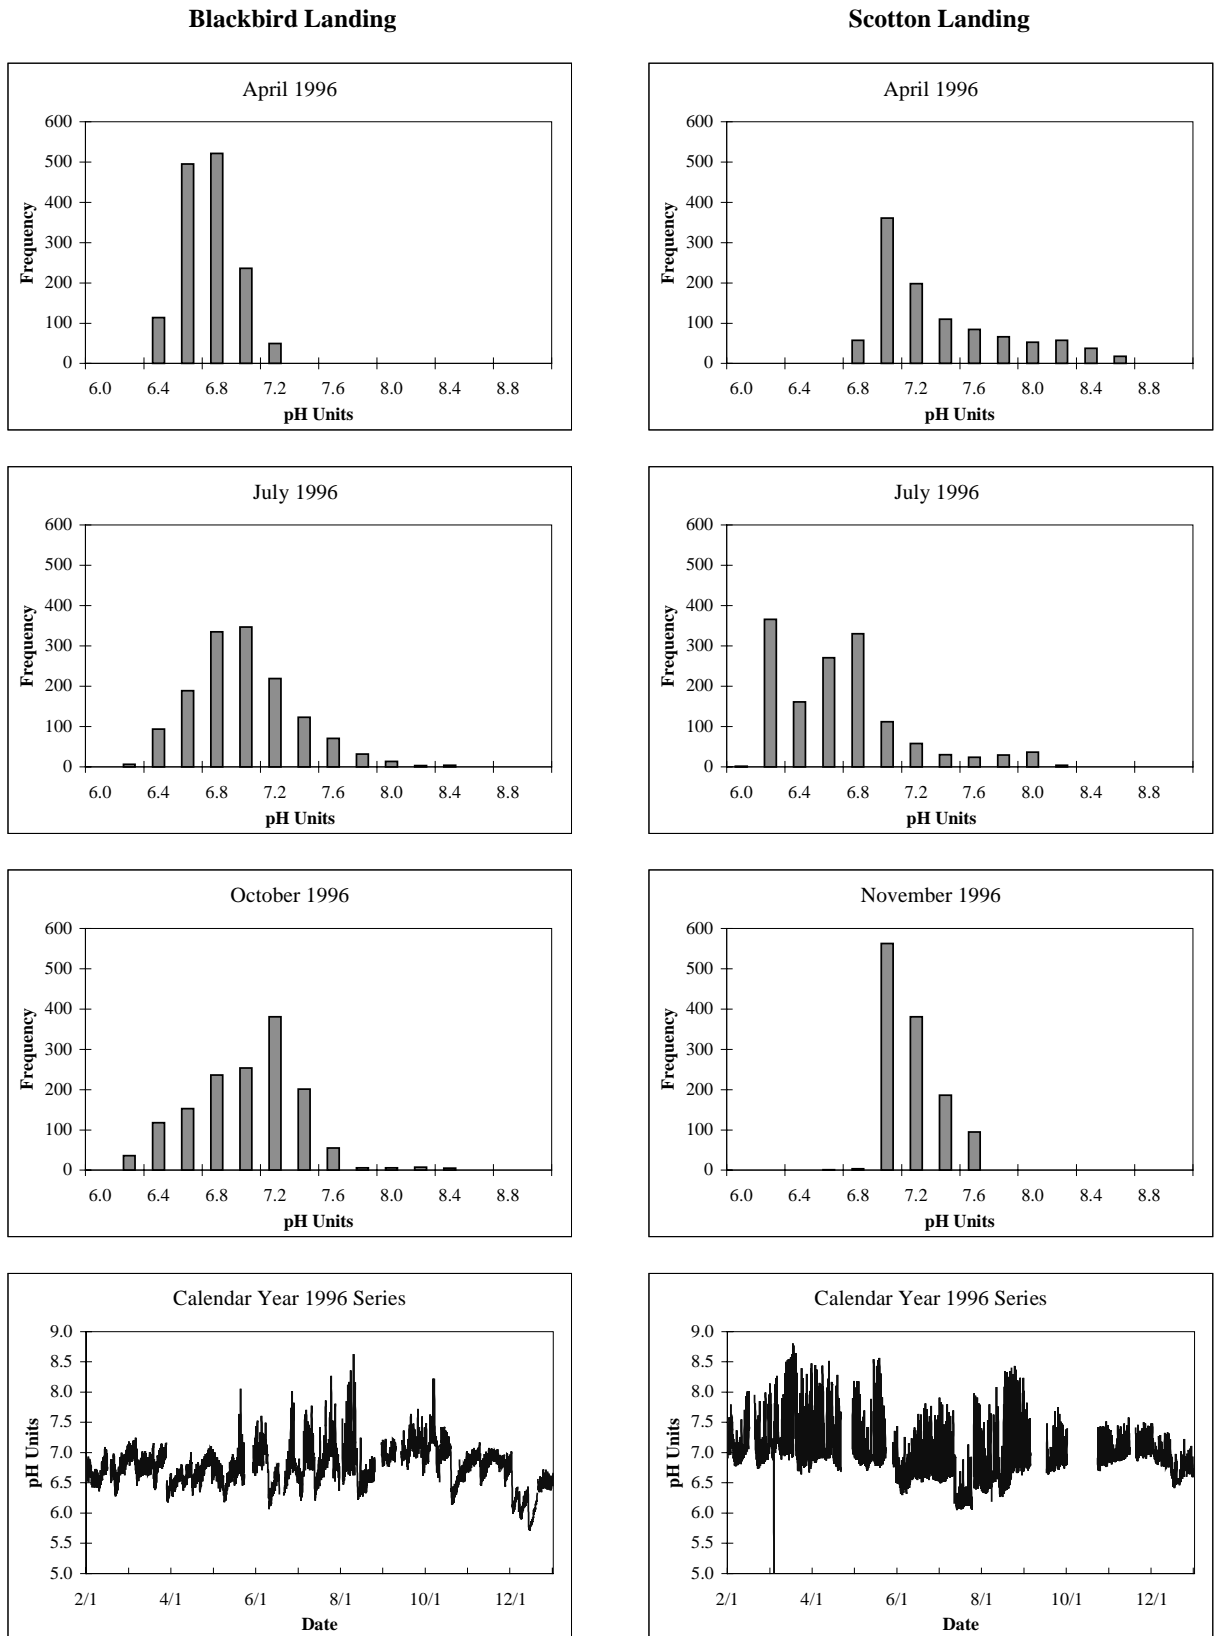 Blackbird Landing
Scotton Landing
April 1996
600
500
400
300
200
100
0
Frequency
6.0 6.4 6.8 7.2 7.6 8.0 8.4 8.8
pH Units
April 1996
600
500
400
300
200
100
0
Frequency
6.0 6.4 6.8 7.2 7.6 8.0 8.4 8.8
pH Units
July 1996
600
500
400
300
200
100
0
Frequency
6.0 6.4 6.8 7.2 7.6 8.0 8.4 8.8
pH Units
July 1996
600
500
400
300
200
100
0
Frequency
6.0 6.4 6.8 7.2 7.6 8.0 8.4 8.8
pH Units
October 1996
600
500
400
300
200
100
0
Frequency
6.0 6.4 6.8 7.2 7.6 8.0 8.4 8.8
pH Units
November 1996
600
500
400
300
200
100
0
Frequency
6.0 6.4 6.8 7.2 7.6 8.0 8.4 8.8
pH Units
Calendar Year 1996 Series
9.0
8.5
8.0
7.5
7.0
6.5
6.0
5.5
5.0
pH Units
2/1 4/1 6/1 8/1 10/1 12/1
Date
Calendar Year 1996 Series
9.0
8.5
8.0
7.5
7.0
6.5
6.0
5.5
5.0
pH Units
2/1 4/1 6/1 8/1 10/1 12/1
Date